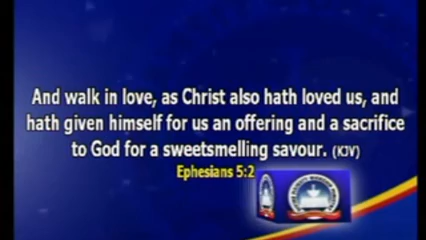 And walk in love, as Christ also hath loved us, and
hath given himself for us an offering and a sacrifice
to God for a sweetsmelling savour. (KJV)
Ephesians 5:2